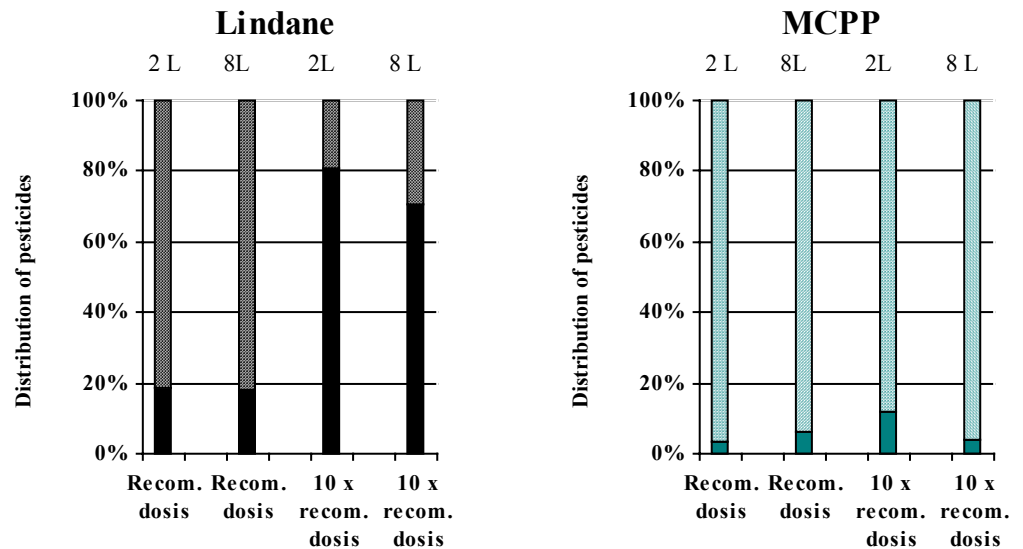 Lindane
2 L 8L 2L 8 L
100%
80%
60%
40%
20%
0%
Distribution of pesticides
Recom. Recom. 10 x 10 x
dosis dosis recom. recom.
dosis dosis
MCPP
2 L 8L 2L 8 L
100%
80%
60%
40%
20%
0%
Distribution of pesticides
Recom. Recom. 10 x 10 x
dosis dosis recom. recom.
dosis dosis